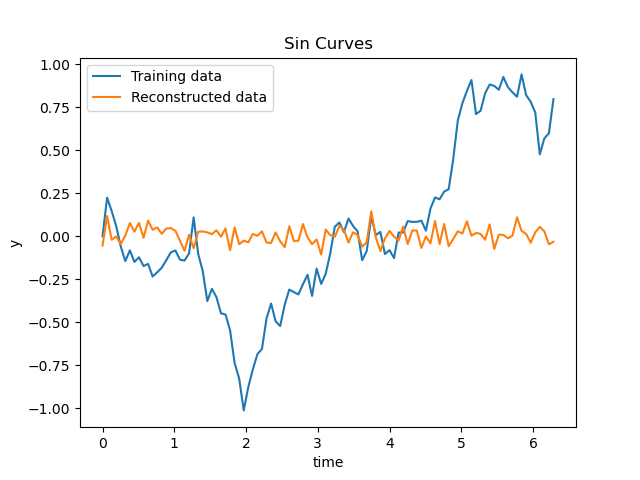 Sin Curves
Training data
Reconstructed data
1.00
0.75
0.50
0.25
0.00
−0.25
−0.50
−0.75
−1.00
y
0 1 2 3 4 5 6
time